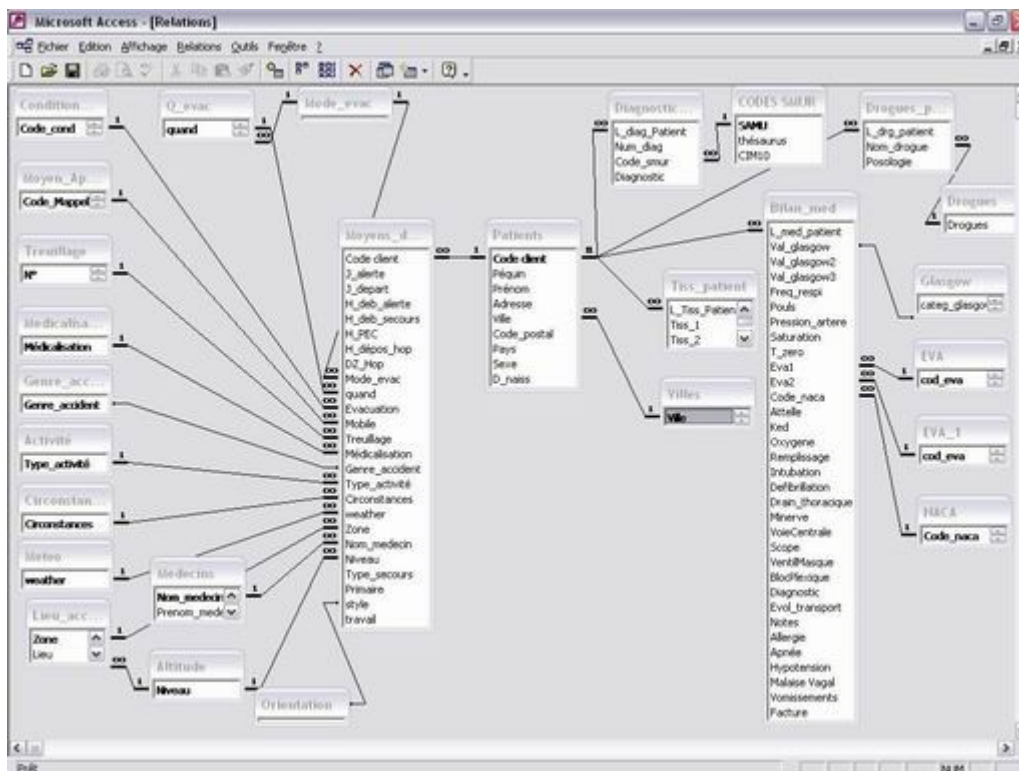 Microsoft Access - [Relations]
Fichier Edition Affichage Relations Outils Fenêtre ?
Condition...
Code_cond
Q_evac
quand
Mode_evac
Moyen_Ap...
Code_Mappel
Treuillage
N°
Medicalisa...
Médicalisation
Genre_acc...
Genre_accident
Activité
Type_activité
Circonstan...
Circonstances
Meteo
weather
Lieu_acc...
Zone
Lieu
Medecins
Nom_medecin
Prenom_mede
Altitude
Niveau
Orientation
Moyens_d...
Code client
J_alerte
J_depart
H_deb_alerte
H_deb_secours
H_PEC
H_dépos_hop
DZ_Hop
Mode_evac
quand
Evacuation
Mobile
Treuillage
Médicalisation
Genre_accident
Type_activité
Circonstances
weather
Zone
Nom_medecin
Niveau
Type_secours
Primaire
style
travail
Patients
Code client
Péquin
Prénom
Adresse
Ville
Code_postal
Pays
Sexe
D_naiss
Diagnostic...
L_diag_Patient
Num_diag
Code_smur
Diagnostic
CODES SMUR
SAMU
thésaurus
CIM10
Drogues_p...
L_drg_patient
Nom_drogue
Posologie
Drogues
Drogues
Tiss_patient
L_Tiss_Patien
Tiss_1
Tiss_2
Villes
Ville
Bilan_med
L_med_patient
Val_glasgow
Val_glasgow2
Val_glasgow3
Freq_respi
Pouls
Pression_artere
Saturation
T_zero
Eva1
Eva2
Code_naca
Attelle
Ked
Oxygene
Remplissage
Intubation
Defibrillation
Drain_thoracique
Minerve
VoieCentrale
Scope
VentilMasque
BlocMexique
Diagnostic
Evol_transport
Notes
Allergie
Apnée
Hypotension
Malaise Vagal
Vomissements
Facture
Glasgow
categ_glasgow
EVA
cod_eva
EVA_1
cod_eva
NACA
Code_naca
Prêt
NUM